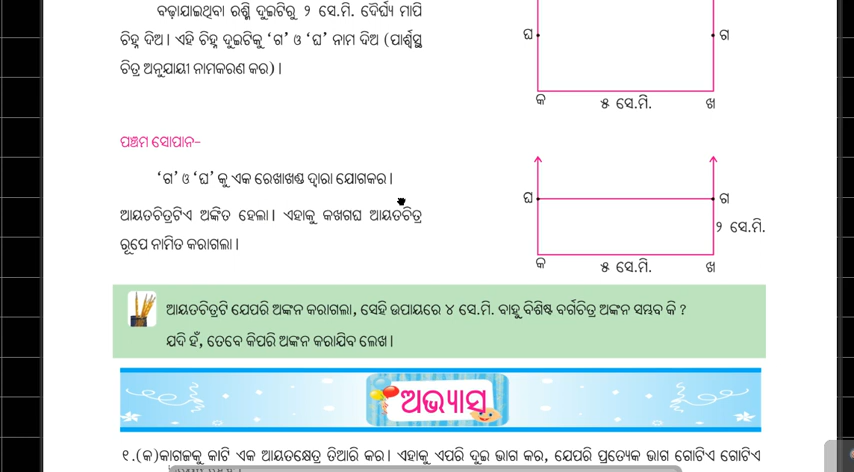 ବଢ଼ାଯାଇଥିବା ରଶ୍ମି ଦୁଇଟିରୁ ୨ ସେ.ମି. ଦୈର୍ଘ୍ୟ ମାପି
ଚିହ୍ନ ଦିଅ। ଏହି ଚିହ୍ନ ଦୁଇଟିକୁ ‘ଗ’ ଓ ‘ଘ’ ନାମ ଦିଅ (ପାର୍ଶ୍ୱସ୍ଥ
ଚିତ୍ର ଅନୁଯାୟୀ ନାମକରଣ କର)।
ଘ ଗ
କ ୫ ସେ.ମି. ଖ
ପଞ୍ଚମ ସୋପାନ-
‘ଗ’ ଓ ‘ଘ’ କୁ ଏକ ରେଖାଖଣ୍ଡ ଦ୍ୱାରା ଯୋଗକର।
ଆୟତଚିତ୍ରଟିଏ ଅଙ୍କିତ ହେଲା। ଏହାକୁ କଖଗଘ ଆୟତଚିତ୍ର
ରୂପେ ନାମିତ କରାଗଲା।
ଘ ଗ
୨ ସେ.ମି.
କ ୫ ସେ.ମି. ଖ
ଆୟତଚିତ୍ରଟି ଯେପରି ଅଙ୍କନ କରାଗଲା, ସେହି ଉପାୟରେ ୪ ସେ.ମି. ବାହୁ ବିଶିଷ୍ଟ ବର୍ଗଚିତ୍ର ଅଙ୍କନ ସମ୍ଭବ କି ?
ଯଦି ହଁ, ତେବେ କିପରି ଅଙ୍କନ କରାଯିବ ଲେଖ।
ଅଭ୍ୟାସ
୧.(କ)କାଗଜକୁ କାଟି ଏକ ଆୟତକ୍ଷେତ୍ର ତିଆରି କର। ଏହାକୁ ଏପରି ଦୁଇ ଭାଗ କର, ଯେପରି ପ୍ରତ୍ୟେକ ଭାଗ ଗୋଟିଏ ଗୋଟିଏ